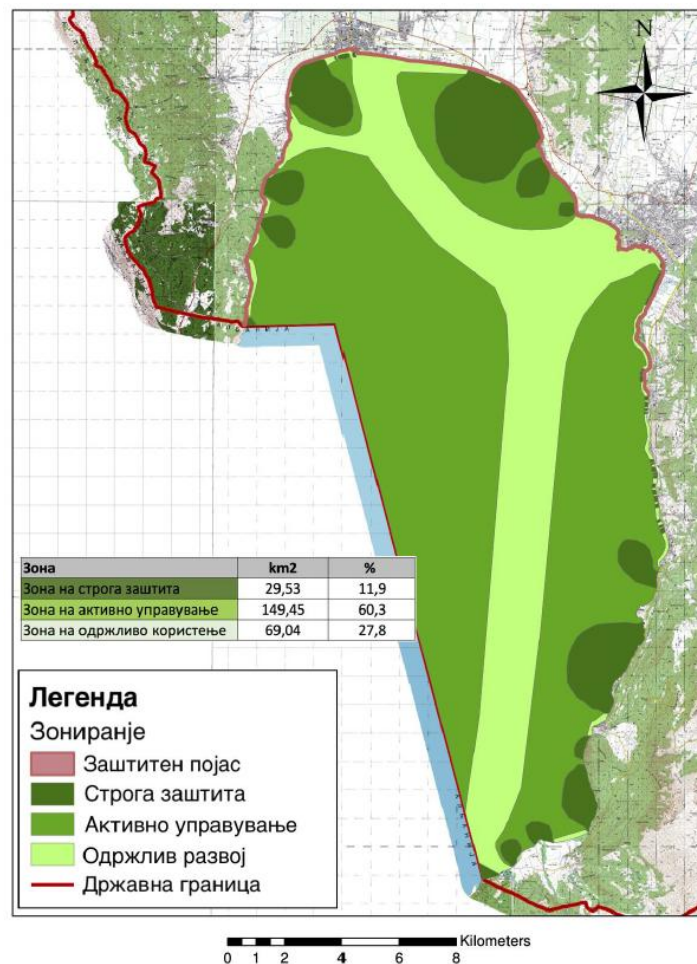 N
Зона km2 %
Зона на строга заштита 29,53 11,9
Зона на активно управување 149,45 60,3
Зона на одржливо користење 69,04 27,8
Легенда
Зонирање
Заштитен појас
Строга заштита
Активно управување
Одржлив развој
Државна граница
Kilometers
0 1 2 4 6 8